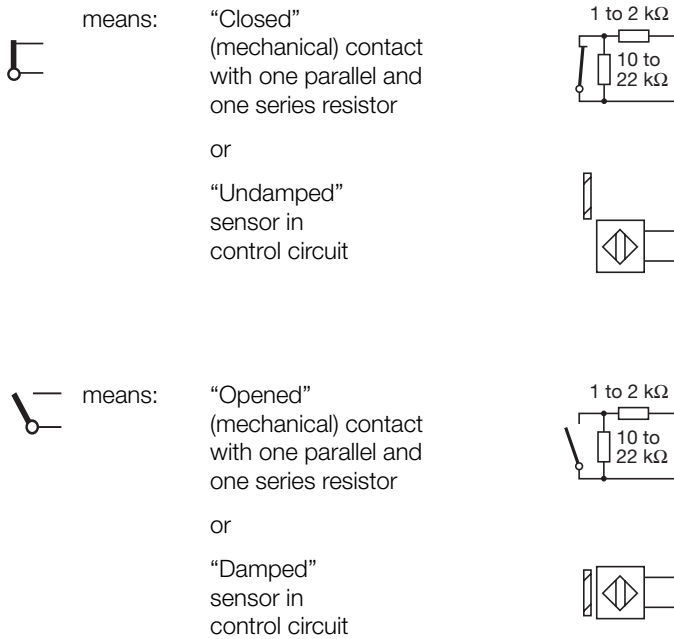 means:
“Closed”
(mechanical) contact
with one parallel and
one series resistor
or
“Undamped”
sensor in
control circuit
1 to 2 kΩ
10 to
22 kΩ
means:
“Opened”
(mechanical) contact
with one parallel and
one series resistor
or
“Damped”
sensor in
control circuit
1 to 2 kΩ
10 to
22 kΩ